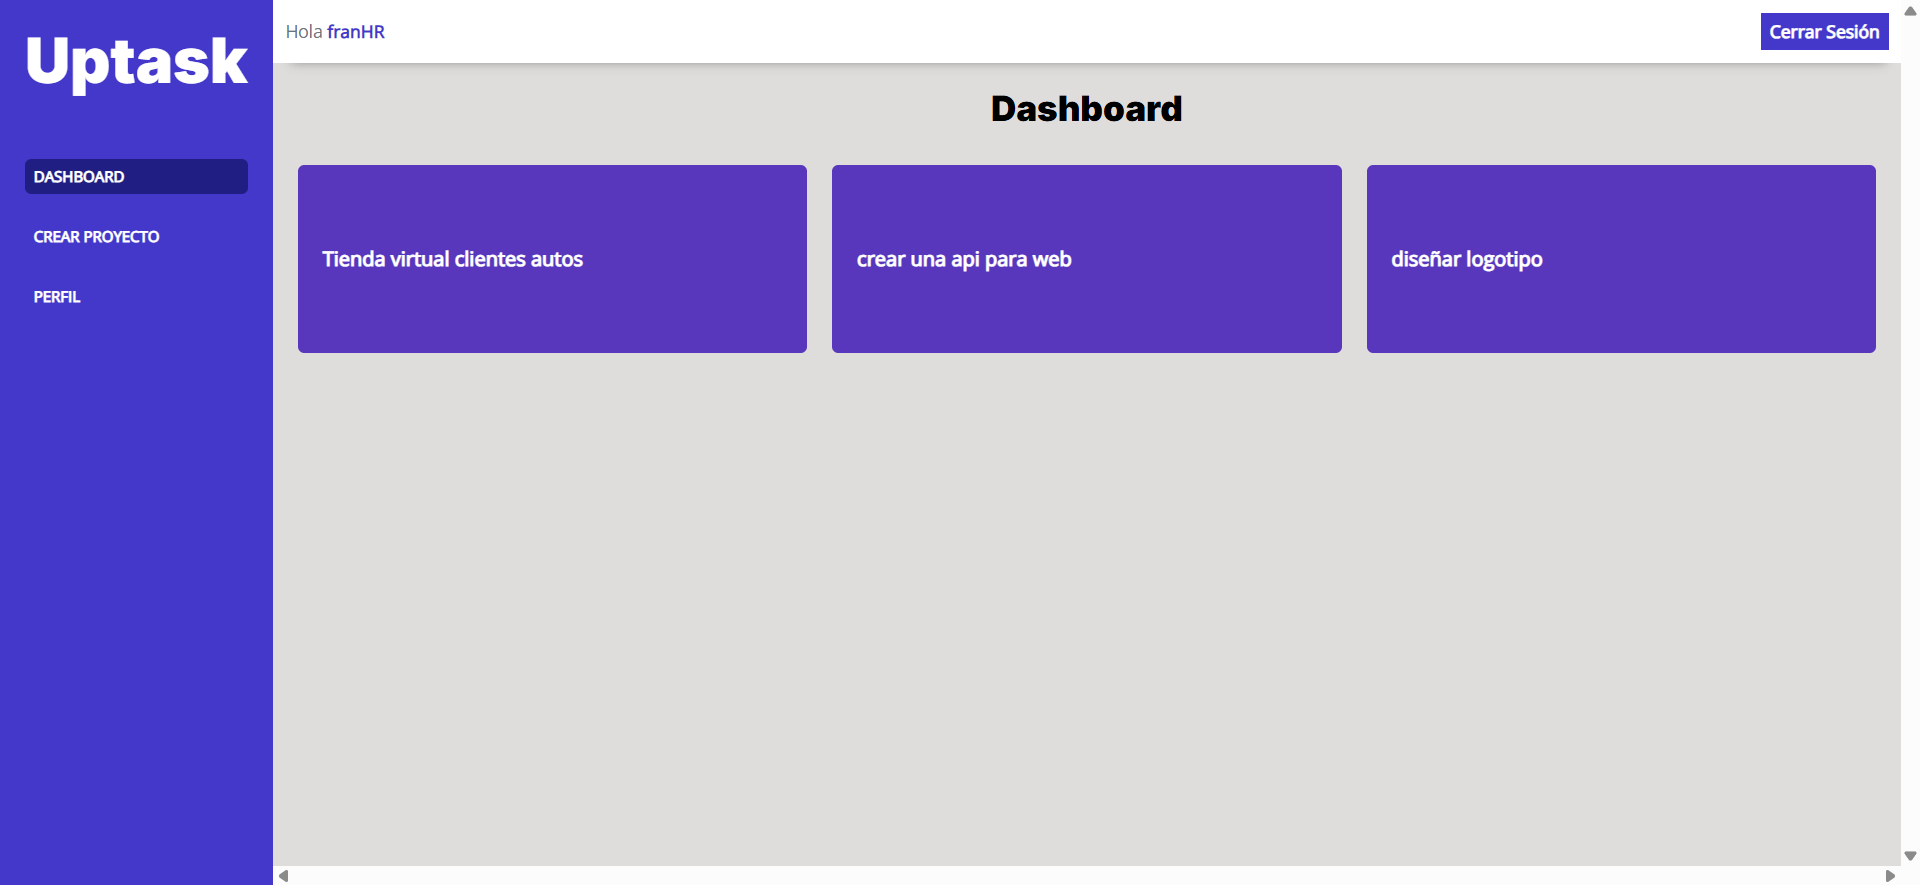 Uptask
DASHBOARD
CREAR PROYECTO
PERFIL
Hola franHR
Cerrar Sesión
Dashboard
Tienda virtual clientes autos
crear una api para web
diseñar logotipo